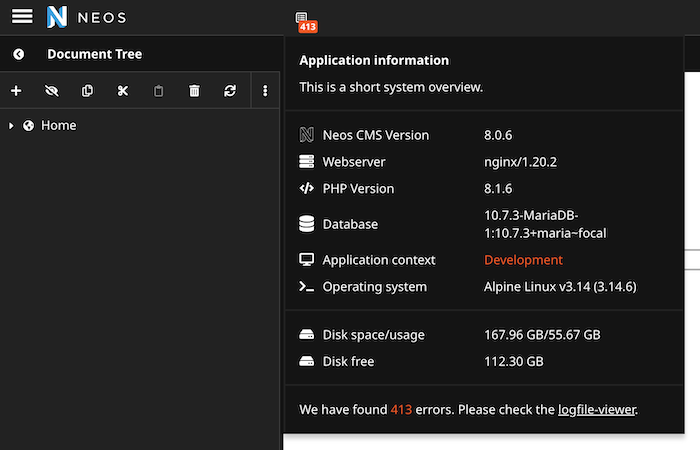 NEOS
413
Document Tree
Home
Application information
This is a short system overview.
Neos CMS Version 8.0.6
Webserver nginx/1.20.2
PHP Version 8.1.6
Database 10.7.3-MariaDB-
1:10.7.3+maria~focal
Application context Development
Operating system Alpine Linux v3.14 (3.14.6)
Disk space/usage 167.96 GB/55.67 GB
Disk free 112.30 GB
We have found 413 errors. Please check the logfile-viewer.